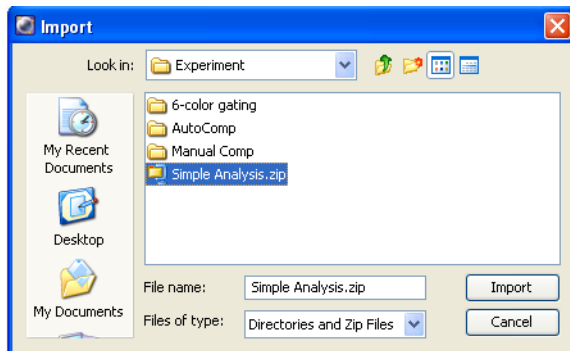 Import
Look in: Experiment
My Recent Documents
Desktop
My Documents
6-color gating
AutoComp
Manual Comp
Simple Analysis.zip
File name: Simple Analysis.zip Import
Files of type: Directories and Zip Files Cancel